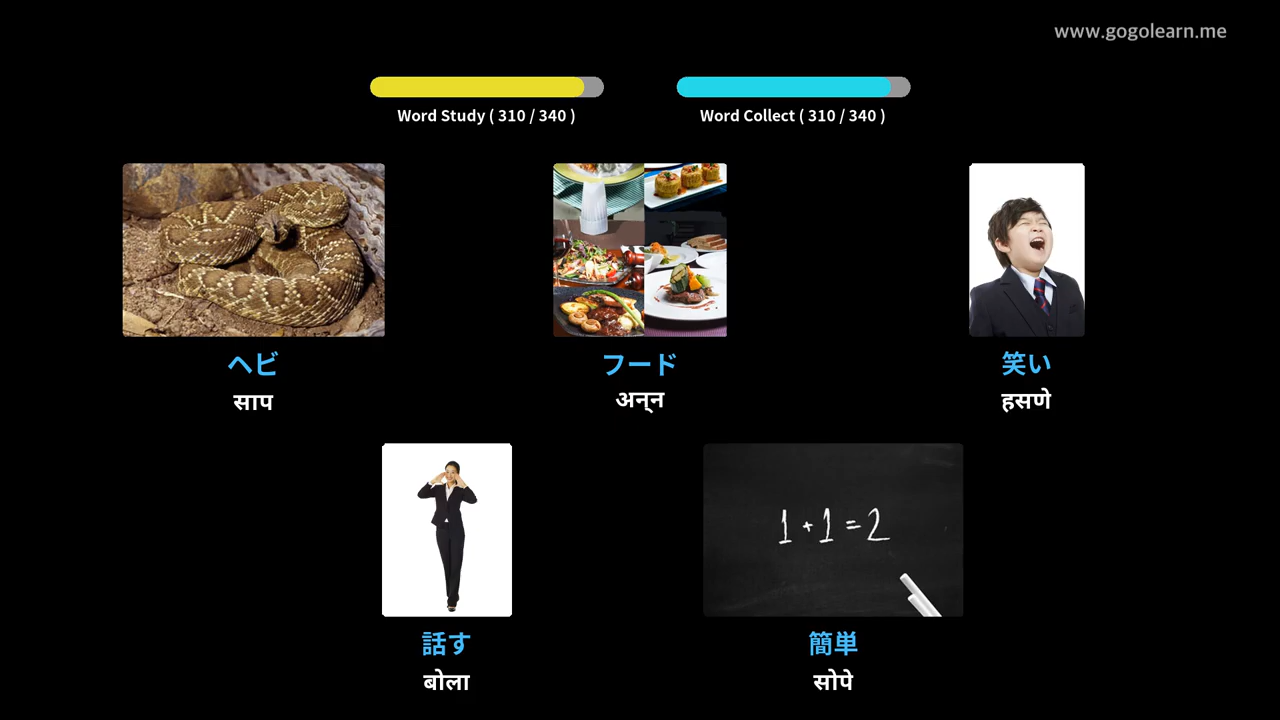 www.gogolearn.me
Word Study ( 310 / 340 )
Word Collect ( 310 / 340 )
ヘビ
साप
フード
अन्‍न
笑い
हसणे
1 + 1 = 2
話す
बोला
簡単
सोपे